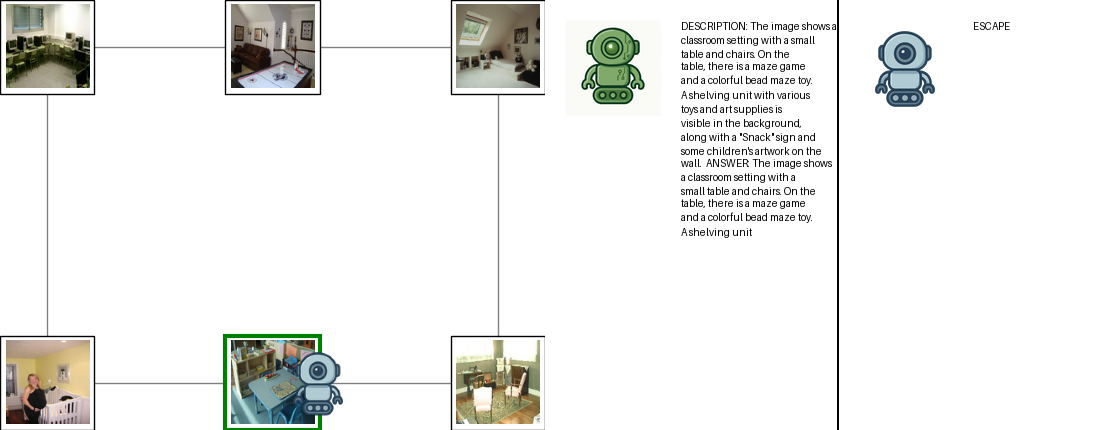 DESCRIPTION: The image shows a
classroom setting with a small
table and chairs. On the
table, there is a maze game
and a colorful bead maze toy.
A shelving unit with various
toys and art supplies is
visible in the background,
along with a "Snack" sign and
some children's artwork on the
wall.  ANSWER: The image shows
a classroom setting with a
small table and chairs. On the
table, there is a maze game
and a colorful bead maze toy.
A shelving unit
ESCAPE